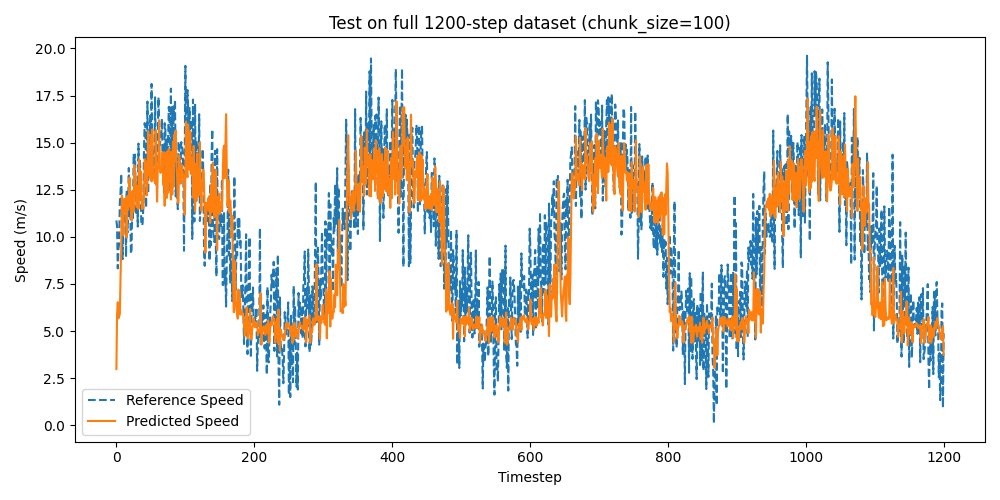 Test on full 1200-step dataset (chunk_size=100)
Speed (m/s)
20.0
17.5
15.0
12.5
10.0
7.5
5.0
2.5
0.0
Reference Speed
Predicted Speed
0 200 400 600 800 1000 1200
Timestep